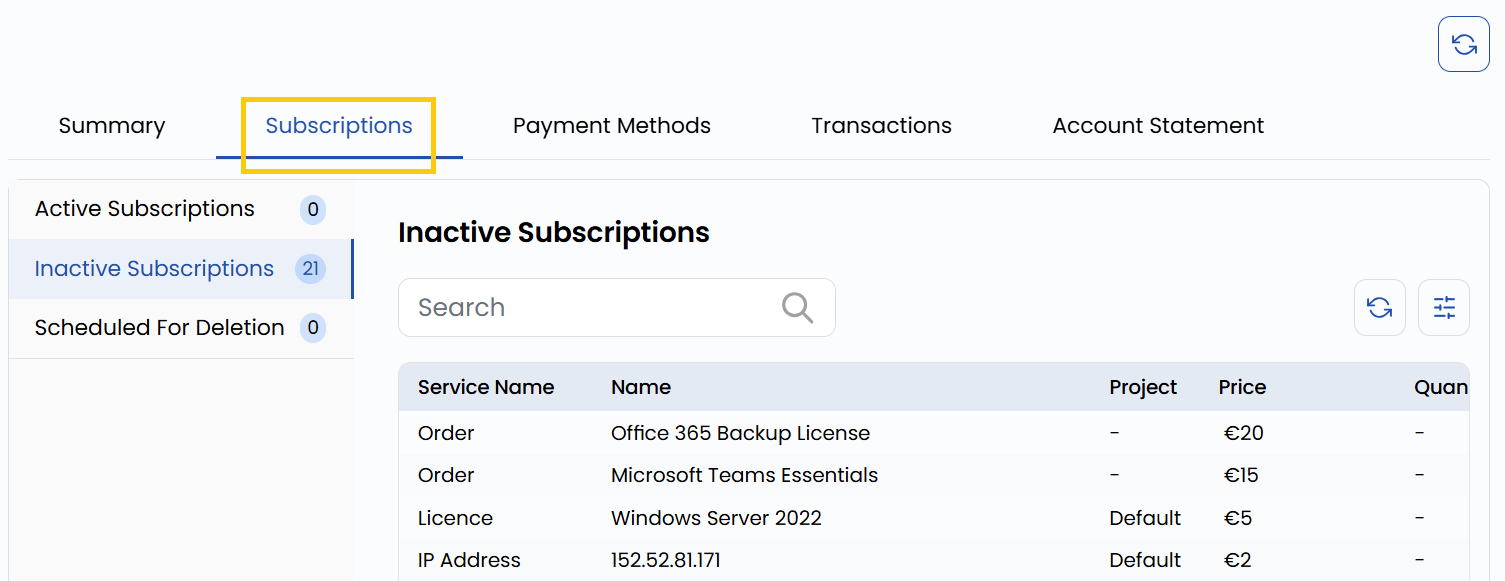 Summary Subscriptions Payment Methods Transactions Account Statement
Active Subscriptions 0
Inactive Subscriptions 21
Scheduled For Deletion 0
Inactive Subscriptions
Search
Service Name Name Project Price Quan
Order Office 365 Backup License - €20 -
Order Microsoft Teams Essentials - €15 -
Licence Windows Server 2022 Default €5 -
IP Address 152.52.81.171 Default €2 -